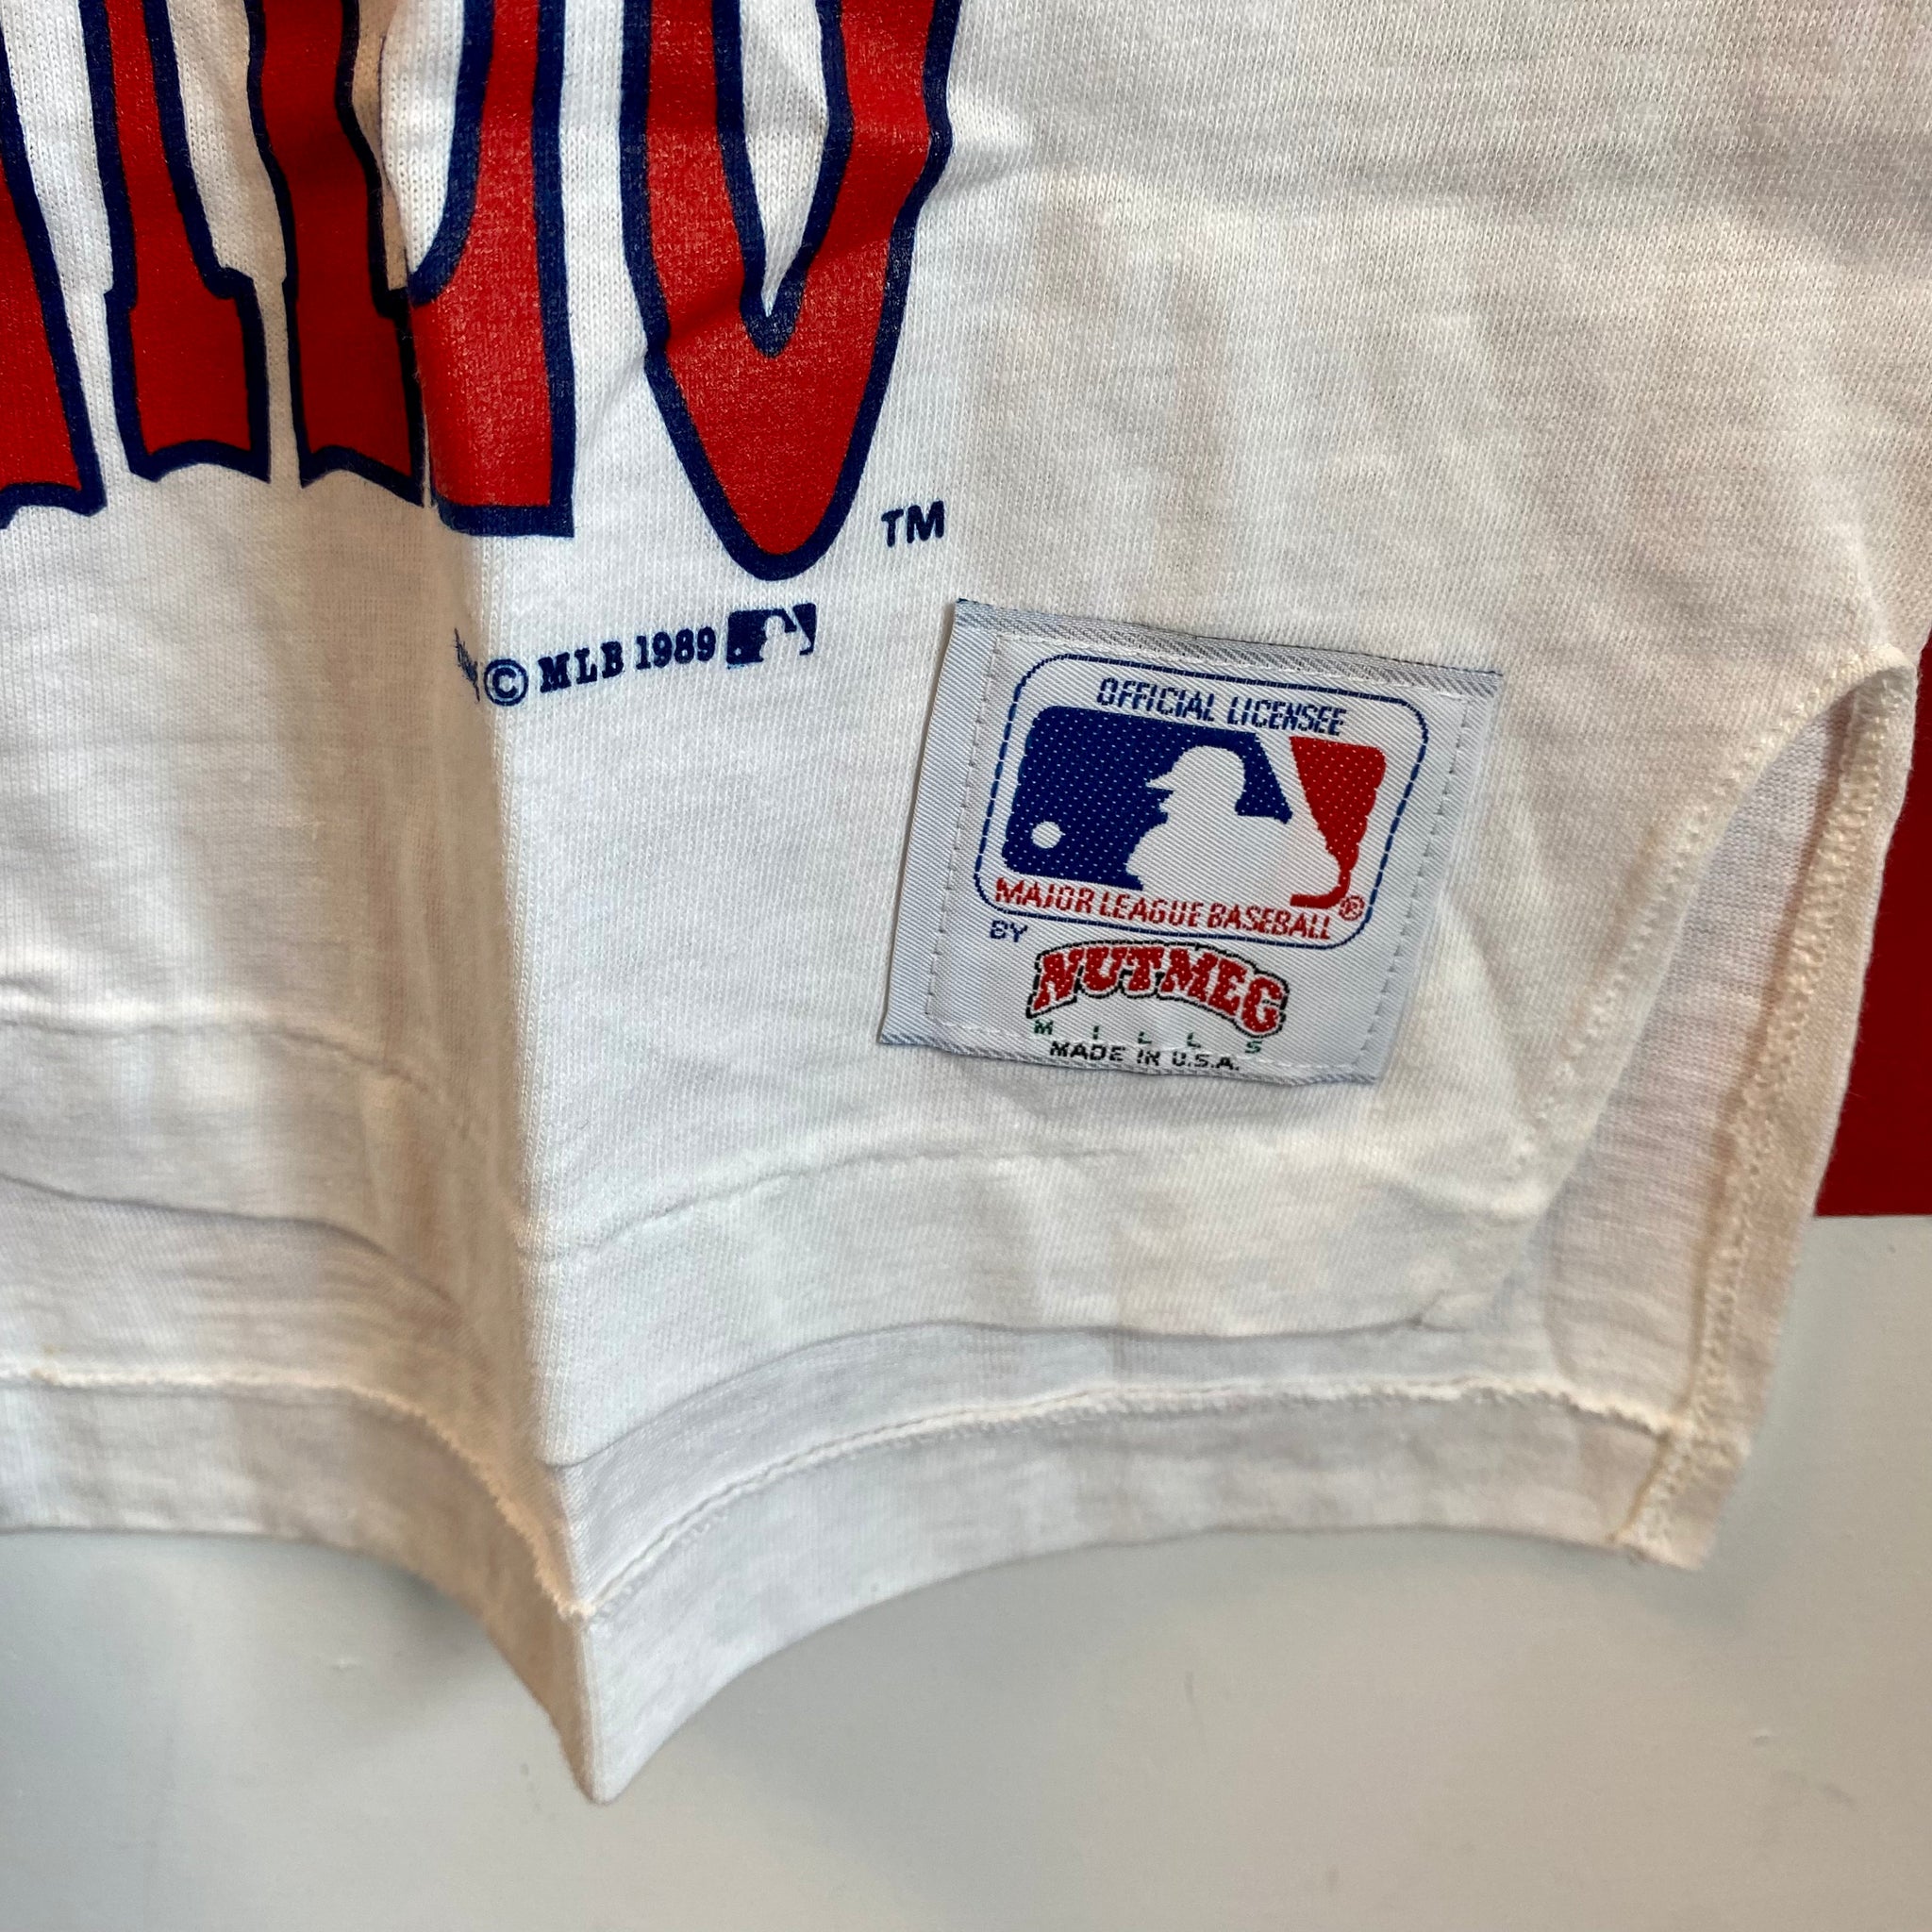 TM
© MLB 1989
OFFICIAL LICENSEE
MAJOR LEAGUE BASEBALL ®
BY
NUTMEG
MILLS
MADE IN U.S.A.